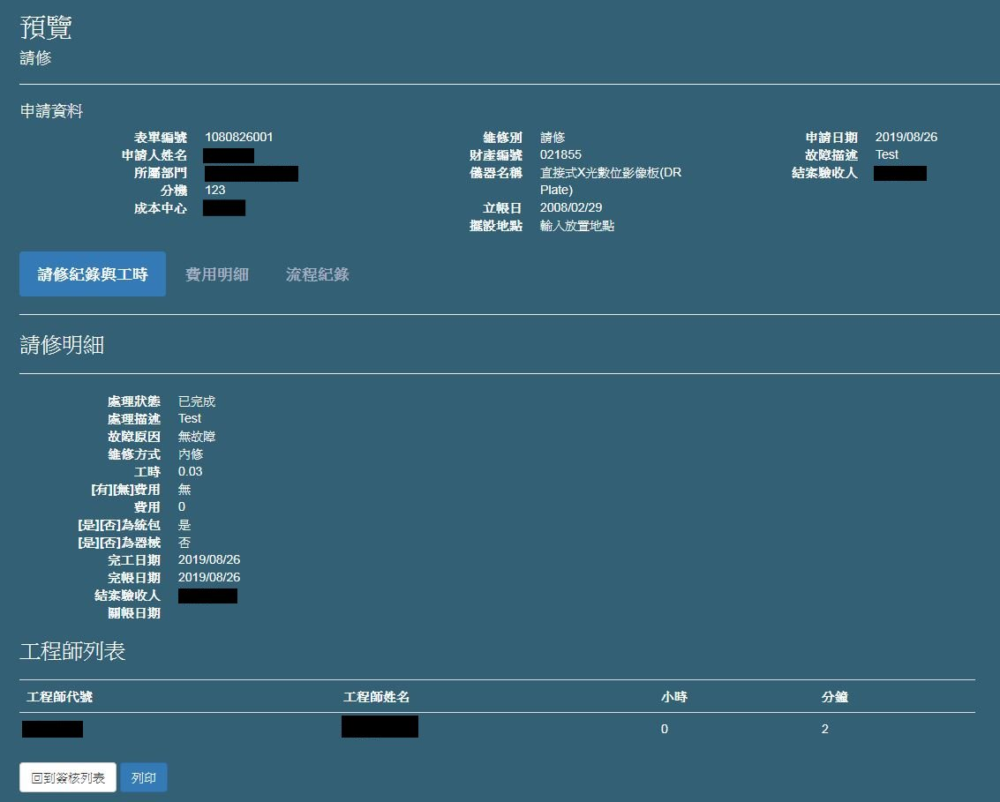 預覽
請修
申請資料
表單編號 1080826001
申請人姓名
所屬部門
分機 123
成本中心
維修別 請修
財產編號 021855
儀器名稱 直接式X光數位影像板(DR
Plate)
立帳日 2008/02/29
擺設地點 輸入放置地點
申請日期 2019/08/26
故障描述 Test
結案驗收人
請修紀錄與工時 費用明細 流程紀錄
請修明細
處理狀態 已完成
處理描述 Test
故障原因 無故障
維修方式 內修
工時 0.03
[有][無]費用 無
費用 0
[是][否]為統包 是
[是][否]為器械 否
完工日期 2019/08/26
完帳日期 2019/08/26
結案驗收人
關帳日期
工程師列表
工程師代號 工程師姓名 小時 分鐘
0 2
回到簽核列表 列印